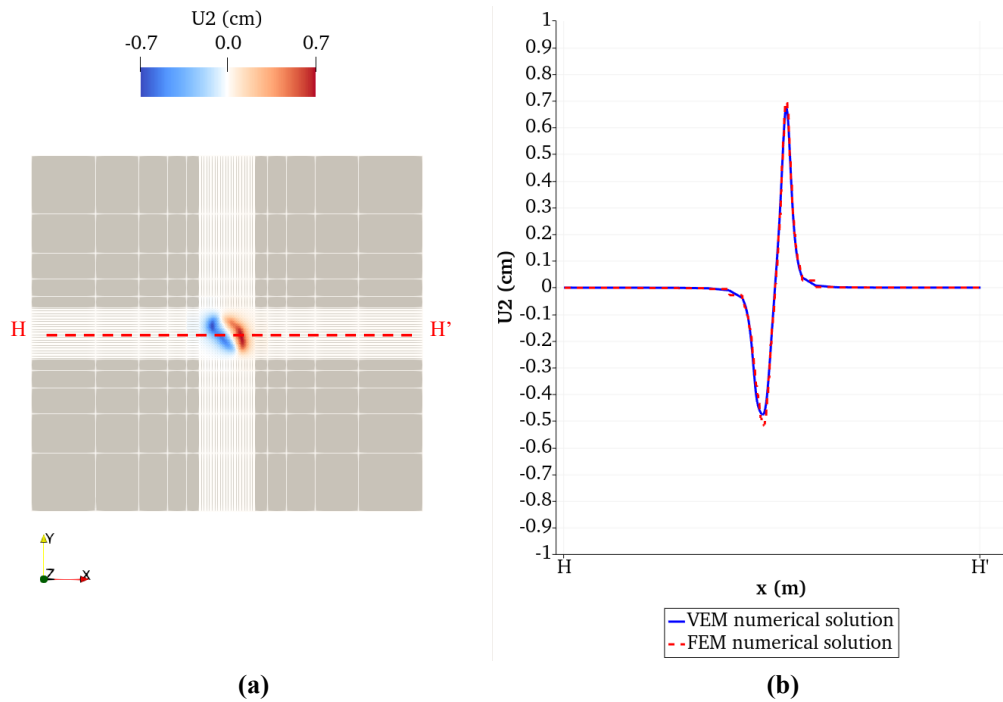 U2 (cm)
-0.7 0.0 0.7
H H’
Y
Z X
(a)
U2 (cm)
1
0.9
0.8
0.7
0.6
0.5
0.4
0.3
0.2
0.1
0
-0.1
-0.2
-0.3
-0.4
-0.5
-0.6
-0.7
-0.8
-0.9
-1
H H'
x (m)
VEM numerical solution
FEM numerical solution
(b)